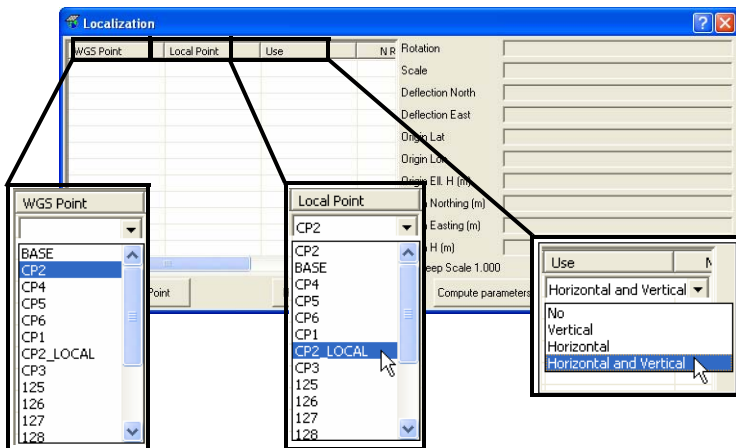 Localization
WGS Point Local Point Use N R
Rotation
Scale
Deflection North
Deflection East
Origin Lat
Origin Lon
Origin Ell. H (m)
Northing (m)
Easting (m)
H (m)
Scale 1.000
Point
Compute parameters
WGS Point
BASE
CP2
CP4
CP5
CP6
CP1
CP2_LOCAL
CP3
125
126
127
128
Local Point
CP2
CP2
BASE
CP4
CP5
CP6
CP1
CP2_LOCAL
CP3
125
126
127
128
Use
Horizontal and Vertical
No
Vertical
Horizontal
Horizontal and Vertical